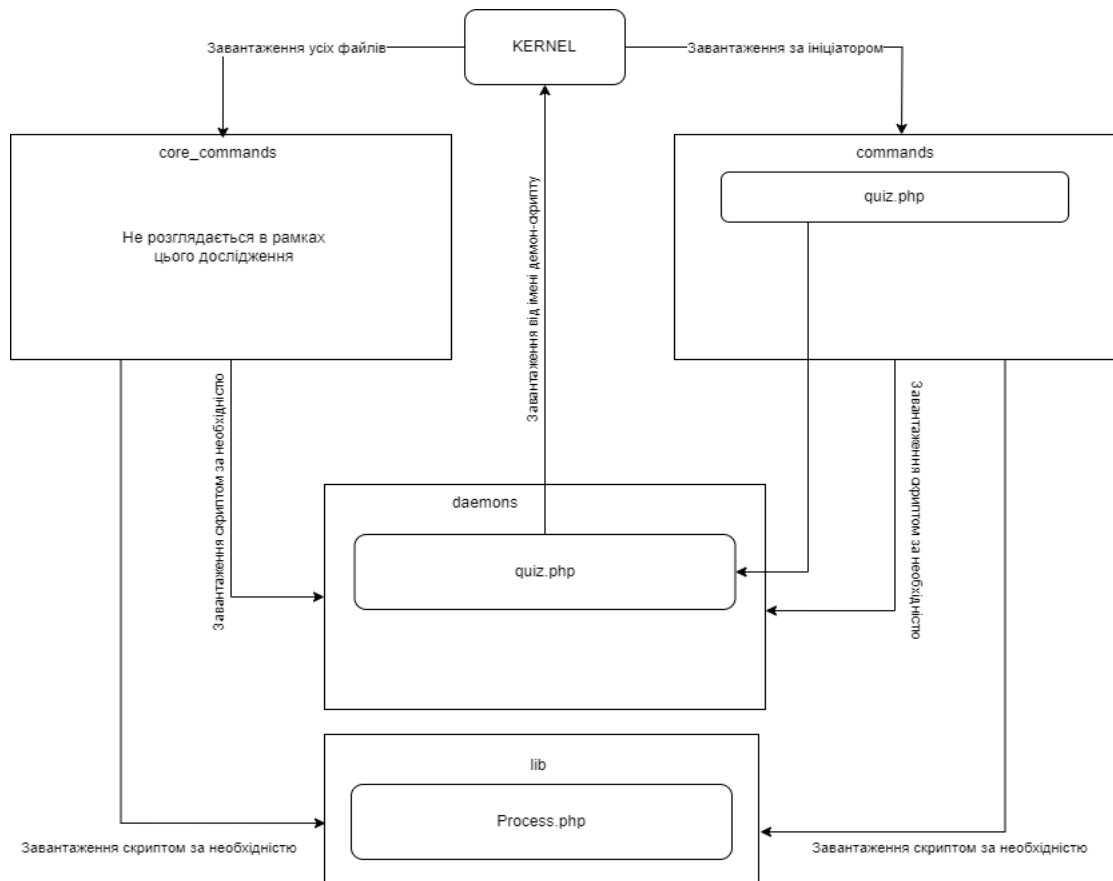 Завантаження усіх файлів
KERNEL
Завантаження за ініціатором
core_commands
commands
quiz.php
Не розглядається в рамках
цього дослідження
Завантаження від імені демон-скрипту
Завантаження скриптом за необхідністю
Завантаження скриптом за необхідністю
daemons
quiz.php
lib
Process.php
Завантаження скриптом за необхідністю
Завантаження скриптом за необхідністю